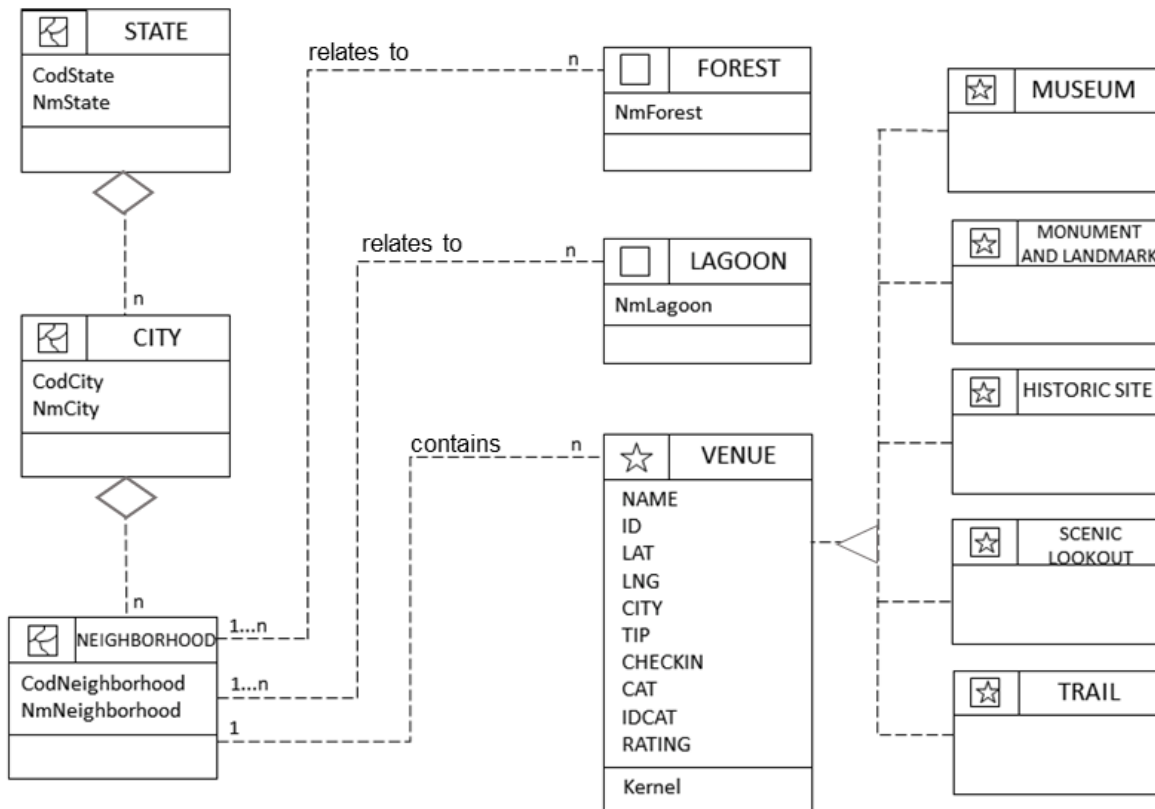 STATE
CodState
NmState
n
CITY
CodCity
NmCity
n
NEIGHBORHOOD
CodNeighborhood
NmNeighborhood
1...n
1...n
1
relates to
n
FOREST
NmForest
relates to
n
LAGOON
NmLagoon
contains
n
VENUE
NAME
ID
LAT
LNG
CITY
TIP
CHECKIN
CAT
IDCAT
RATING
Kernel
MUSEUM
MONUMENT
AND LANDMARK
HISTORIC SITE
SCENIC
LOOKOUT
TRAIL